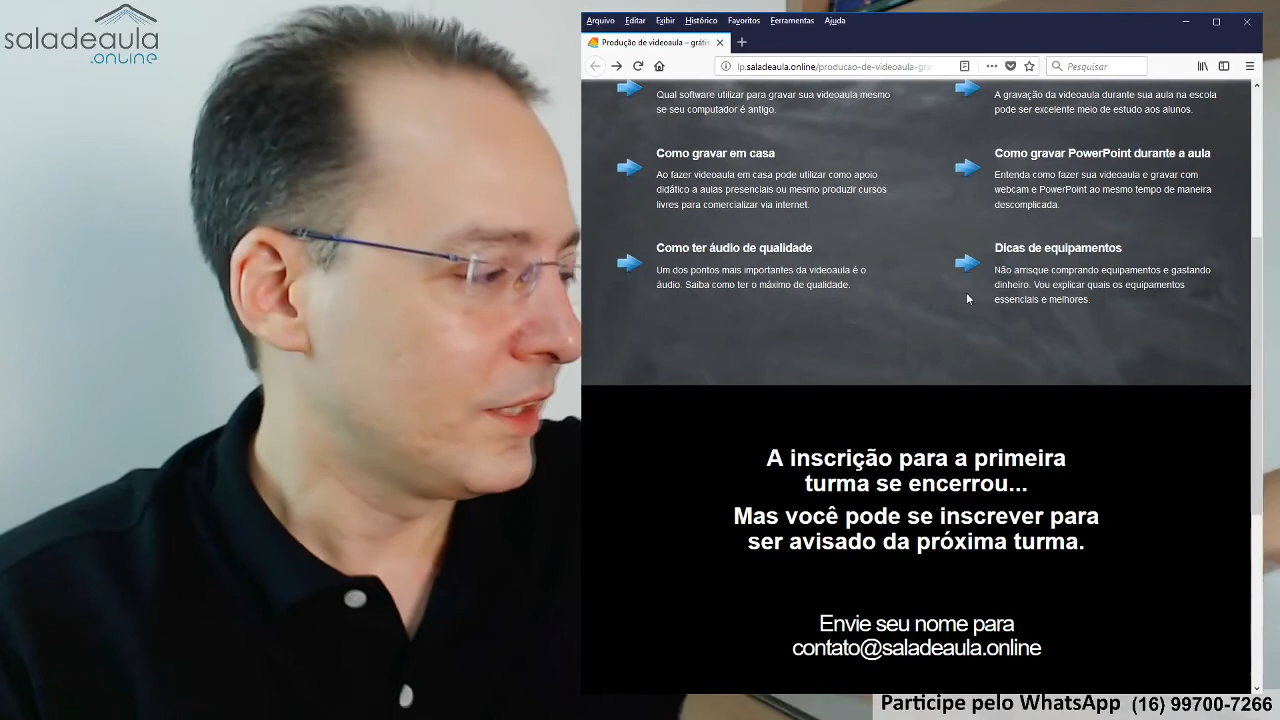 saladeaula
.online
Arquivo Editar Exibir Histórico Favoritos Ferramentas Ajuda
Produção de videoaula – grátis
lp.saladeaula.online/producao-de-videoaula-gra
Pesquisar
Qual software utilizar para gravar sua videoaula mesmo
se seu computador é antigo.
A gravação da videoaula durante sua aula na escola
pode ser excelente meio de estudo aos alunos.
Como gravar em casa
Ao fazer videoaula em casa pode utilizar como apoio
didático a aulas presenciais ou mesmo produzir cursos
livres para comercializar via internet.
Como gravar PowerPoint durante a aula
Entenda como fazer sua videoaula e gravar com
webcam e PowerPoint ao mesmo tempo de maneira
descomplicada.
Como ter áudio de qualidade
Um dos pontos mais importantes da videoaula é o
áudio. Saiba como ter o máximo de qualidade.
Dicas de equipamentos
Não arrisque comprando equipamentos e gastando
dinheiro. Vou explicar quais os equipamentos
essenciais e melhores.
A inscrição para a primeira
turma se encerrou...
Mas você pode se inscrever para
ser avisado da próxima turma.
Envie seu nome para
contato@saladeaula.online
Participe pelo WhatsApp (16) 99700-7266